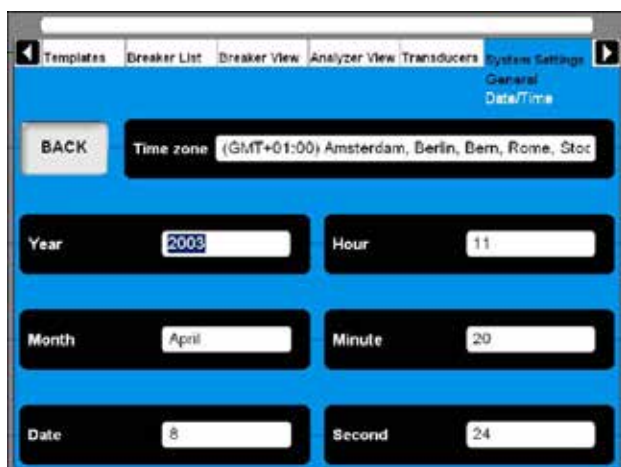 Templates Breaker List Breaker View Analyzer View Transducers System Settings
General
Date/Time
BACK
Time zone (GMT+01:00) Amsterdam, Berlin, Bern, Rome, Stoc
Year 2003
Hour 11
Month April
Minute 20
Date 8
Second 24